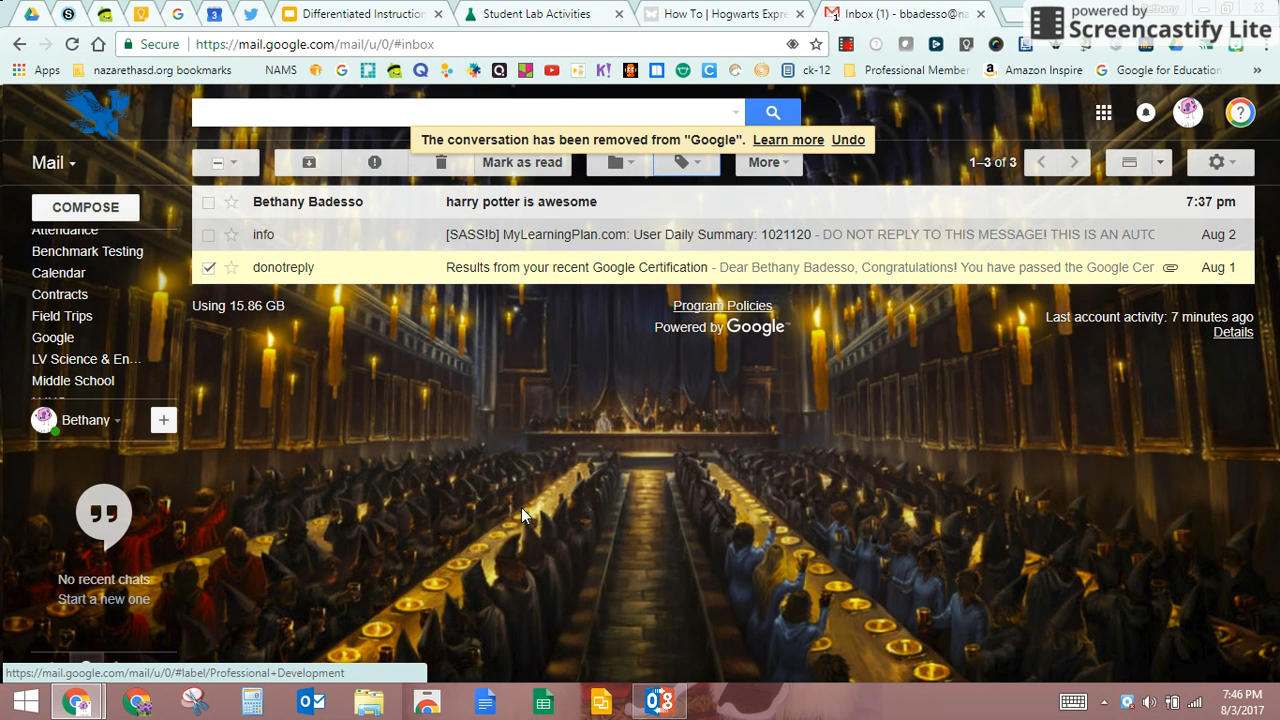 Differentiated Instruction
Student Lab Activities
How To | Hogwarts Expre
Inbox (1) - bbadesso@na
powered by
Screencastify Lite
Secure
https://mail.google.com/mail/u/0/#inbox
Apps
nazarethasd.org bookmarks
NAMS
K!
ck-12
Professional Member
Amazon Inspire
Google for Education
»
The conversation has been removed from "Google". Learn more Undo
Mail
Mark as read
More
1–3 of 3
COMPOSE
Attendance
Benchmark Testing
Calendar
Contracts
Field Trips
Google
LV Science & En...
Middle School
Bethany Badesso
harry potter is awesome
7:37 pm
info
[SASS!b] MyLearningPlan.com: User Daily Summary: 1021120 - DO NOT REPLY TO THIS MESSAGE! THIS IS AN AUTC
Aug 2
donotreply
Results from your recent Google Certification - Dear Bethany Badesso, Congratulations! You have passed the Google Cer
Aug 1
Using 15.86 GB
Program Policies
Powered by Google™
Last account activity: 7 minutes ago
Details
Bethany
No recent chats
Start a new one
https://mail.google.com/mail/u/0/#label/Professional+Development
7:46 PM
8/3/2017